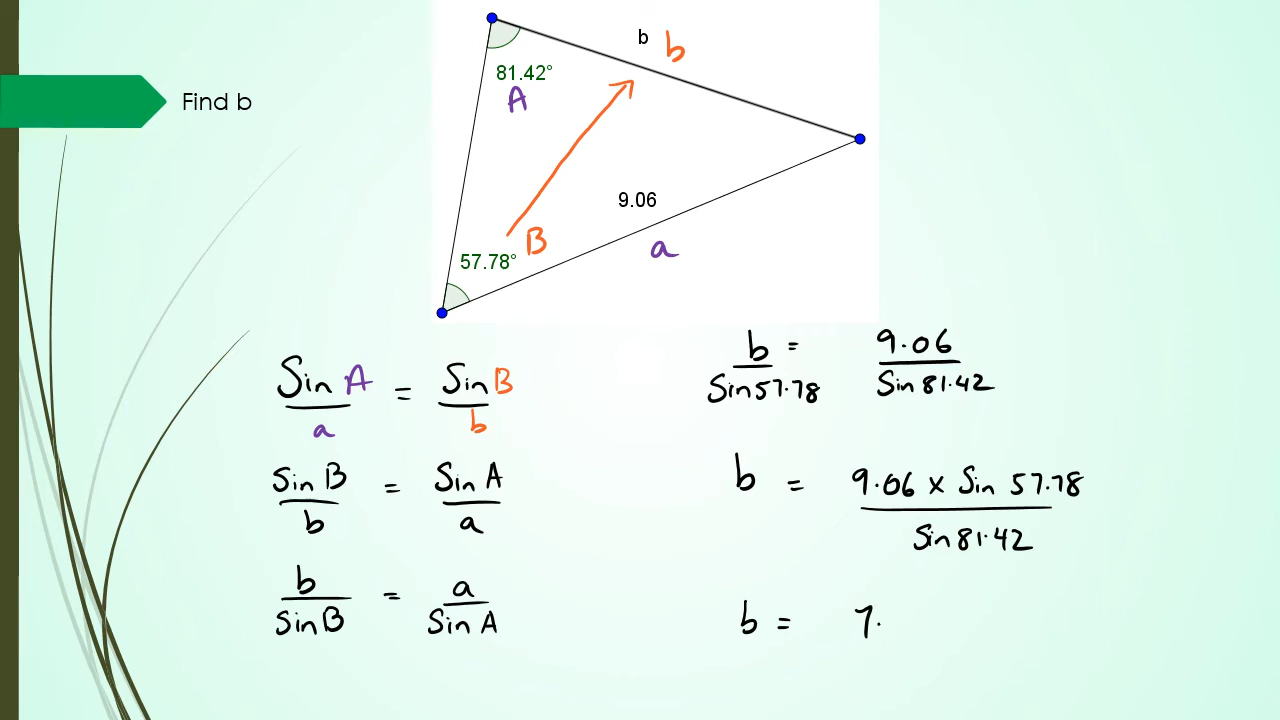 b b
81.42°
A
Find b
9.06
B
a
57.78°
Sin A / a = Sin B / b
Sin B / b = Sin A / a
b / Sin B = a / Sin A
b / Sin 57.78 = 9.06 / Sin 81.42
b = 9.06 x Sin 57.78 / Sin 81.42
b = 7.